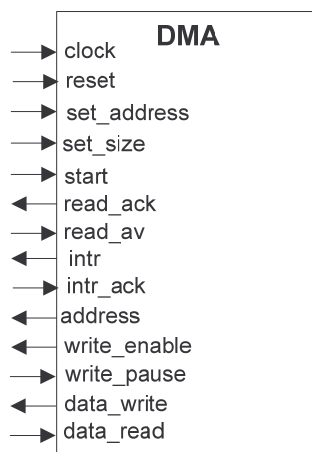 DMA
clock
reset
set_address
set_size
start
read_ack
read_av
intr
intr_ack
address
write_enable
write_pause
data_write
data_read